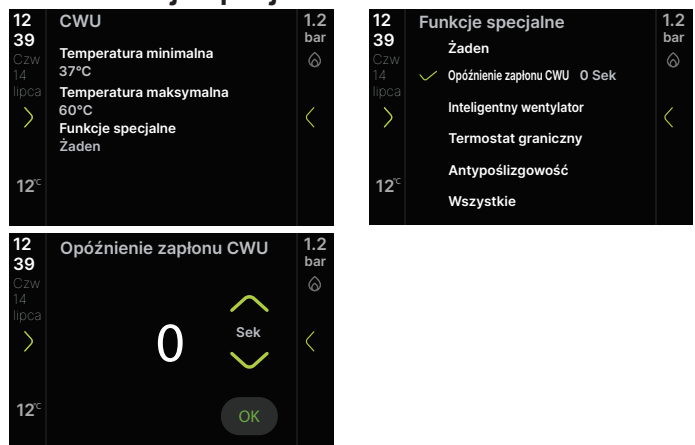 12
39
Czw
14
lipca
12°C
CWU
Temperatura minimalna
37°C
Temperatura maksymalna
60°C
Funkcje specjalne
Żaden
1.2
bar
12
39
Czw
14
lipca
12°C
Funkcje specjalne
Żaden
Opóźnienie zapłonu CWU 0 Sek
Inteligentny wentylator
Termostat graniczny
Antypoślizgowość
Wszystkie
1.2
bar
12
39
Czw
14
lipca
12°C
Opóźnienie zapłonu CWU
0
Sek
OK
1.2
bar